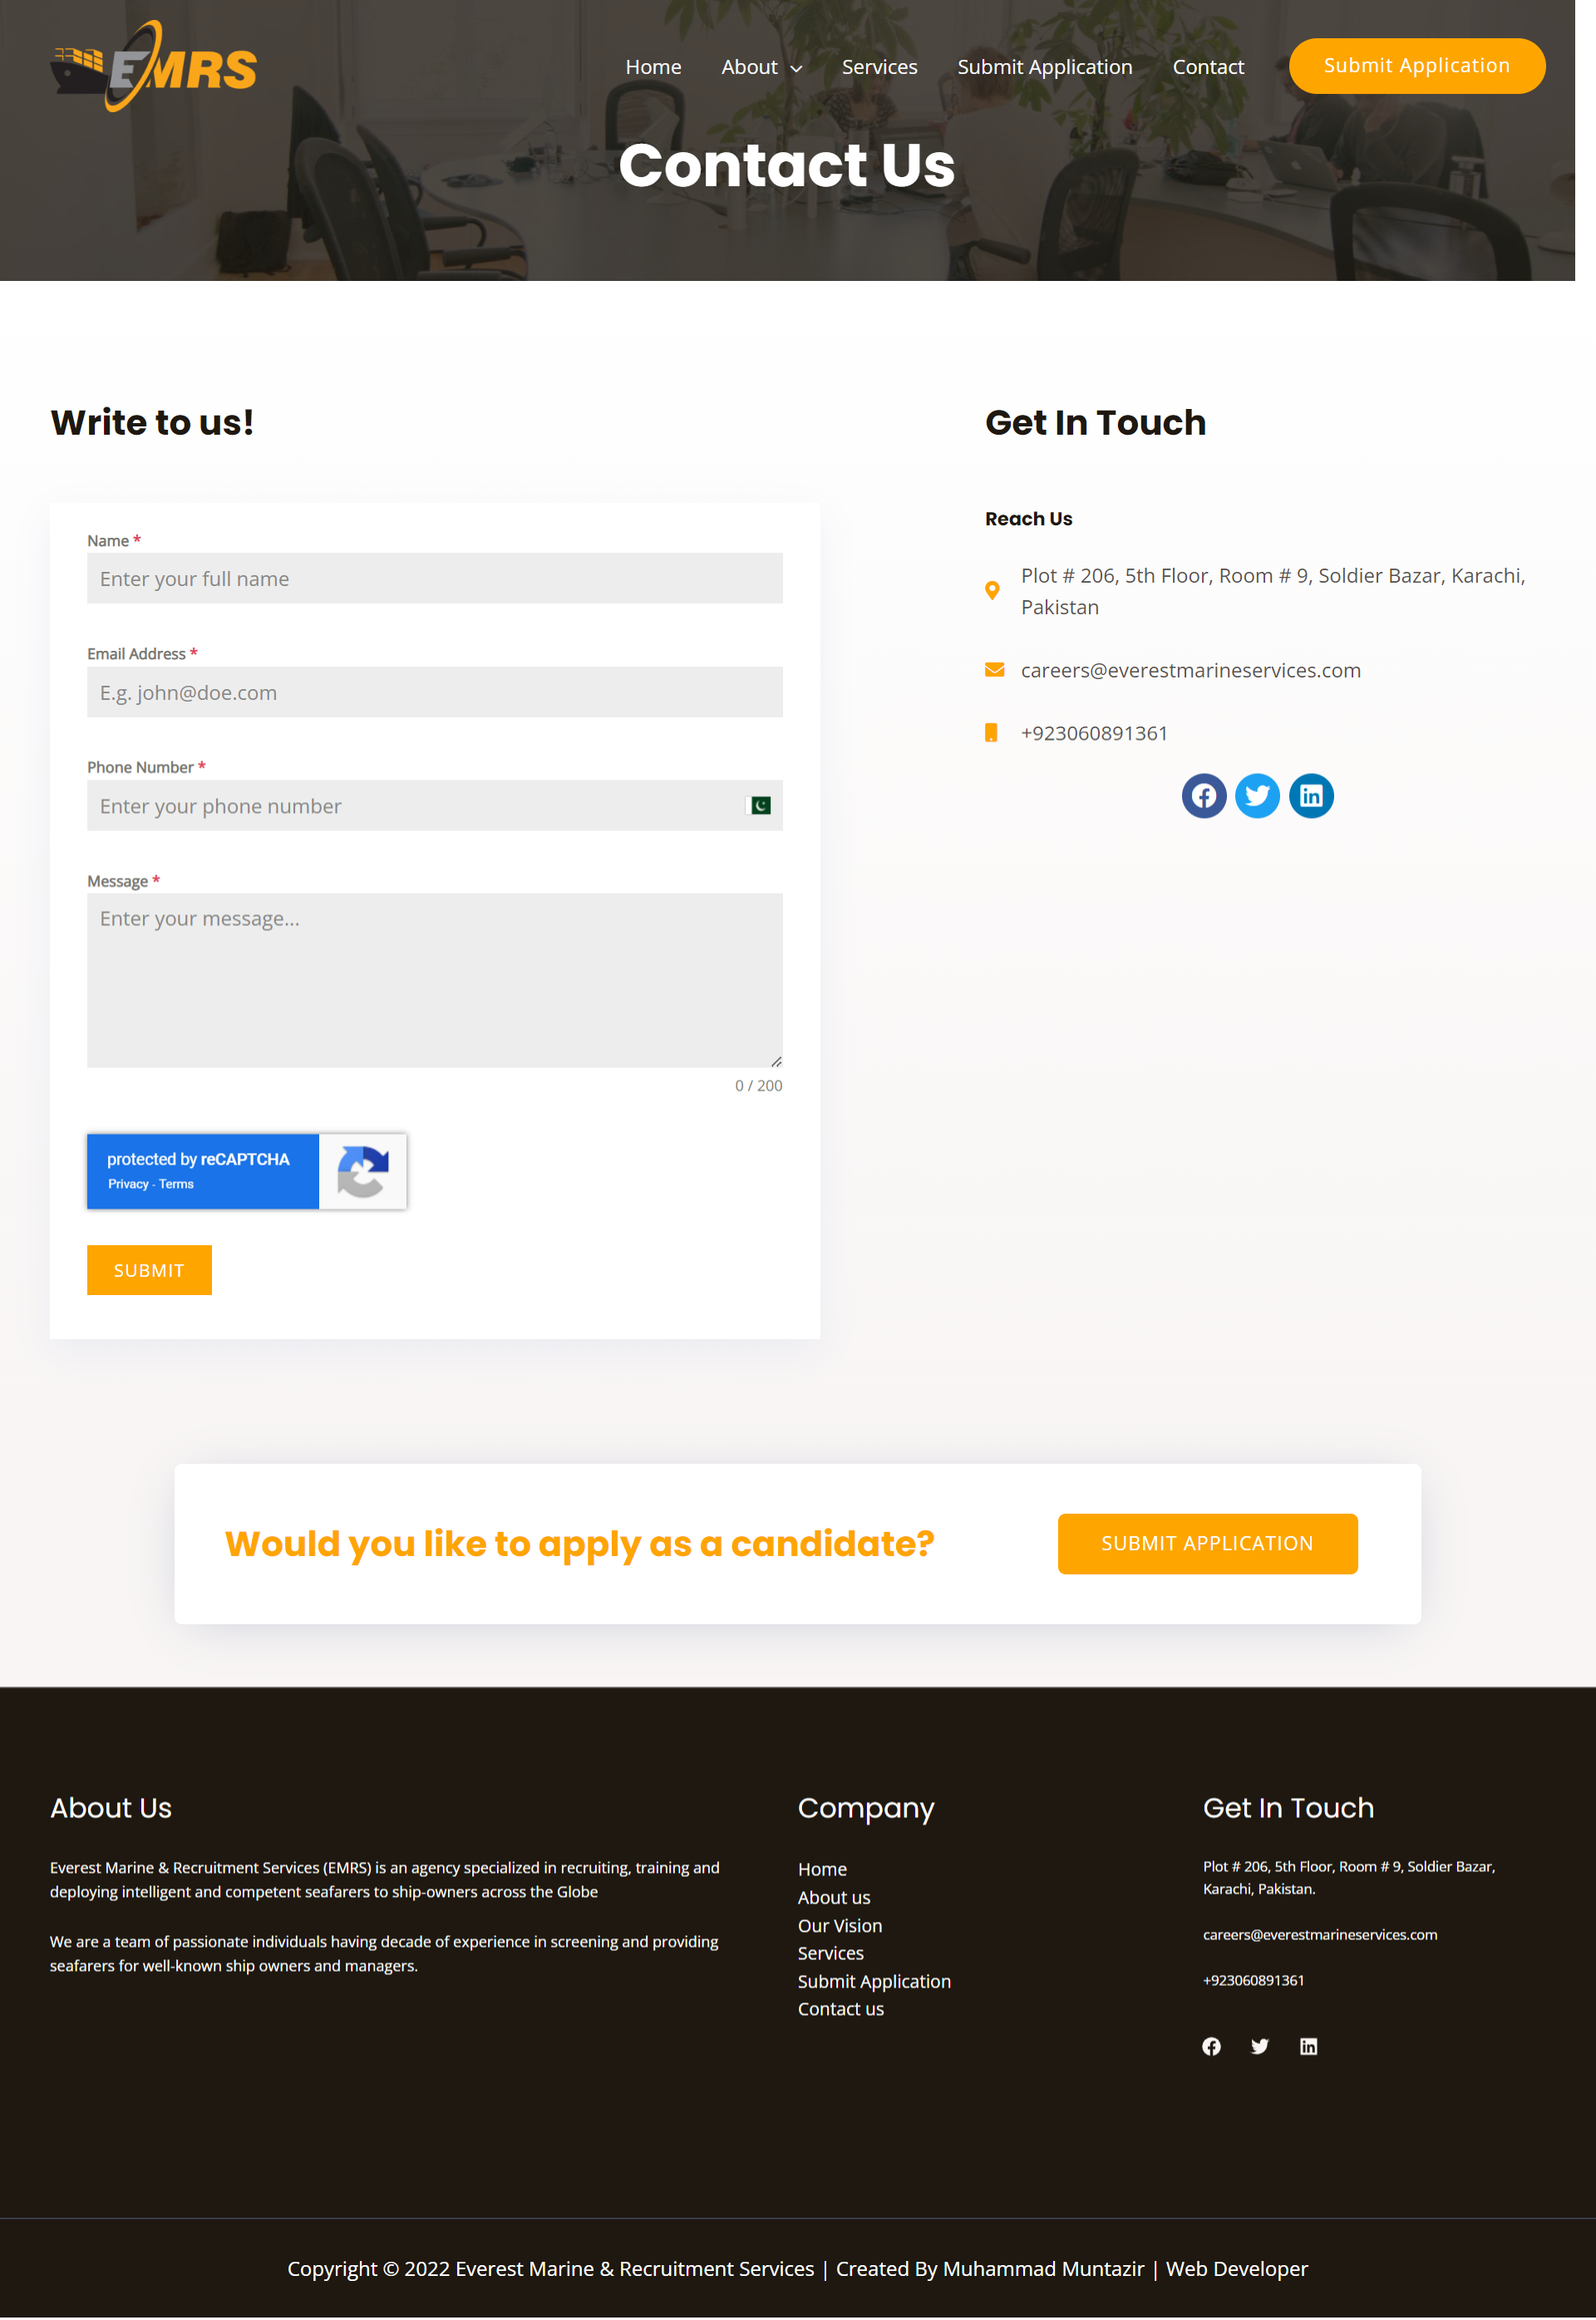 EMRS
Home
About
Services
Submit Application
Contact
Submit Application
Contact Us
Write to us!
Name *
Enter your full name
Email Address *
E.g. john@doe.com
Phone Number *
Enter your phone number
Message *
Enter your message...
0 / 200
protected by reCAPTCHA
Privacy - Terms
SUBMIT
Get In Touch
Reach Us
Plot # 206, 5th Floor, Room # 9, Soldier Bazar, Karachi,
Pakistan
careers@everestmarineservices.com
+923060891361
Would you like to apply as a candidate?
SUBMIT APPLICATION
About Us
Everest Marine & Recruitment Services (EMRS) is an agency specialized in recruiting, training and
deploying intelligent and competent seafarers to ship-owners across the Globe
We are a team of passionate individuals having decade of experience in screening and providing
seafarers for well-known ship owners and managers.
Company
Home
About us
Our Vision
Services
Submit Application
Contact us
Get In Touch
Plot # 206, 5th Floor, Room # 9, Soldier Bazar,
Karachi, Pakistan.
careers@everestmarineservices.com
+923060891361
Copyright © 2022 Everest Marine & Recruitment Services | Created By Muhammad Muntazir | Web Developer